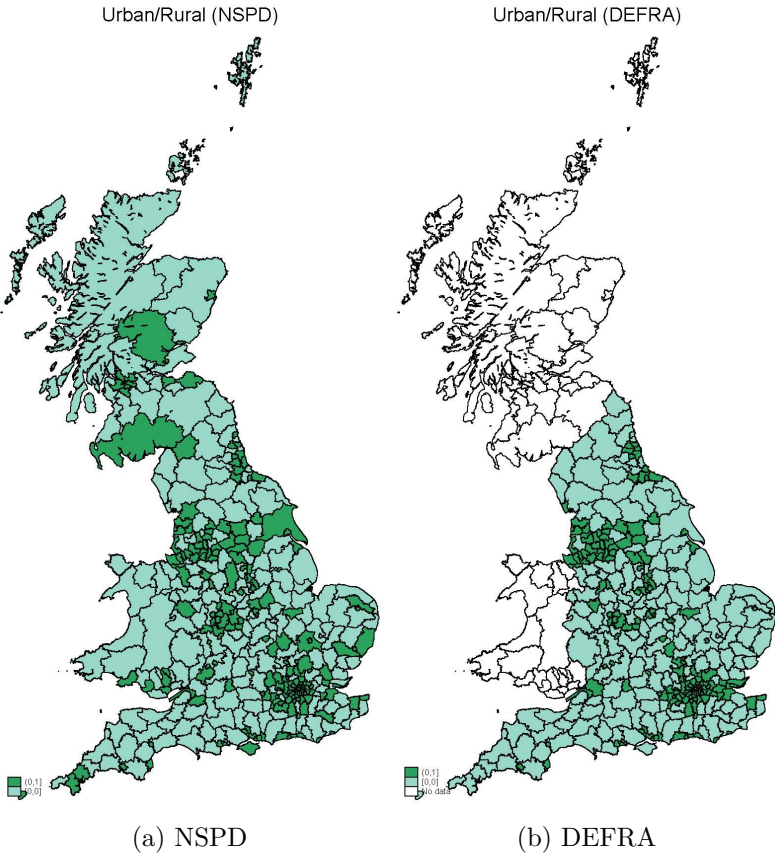 Urban/Rural (NSPD)
Urban/Rural (DEFRA)
(0,1]
[0,0]
(0,1]
[0,0]
No data
(a) NSPD
(b) DEFRA